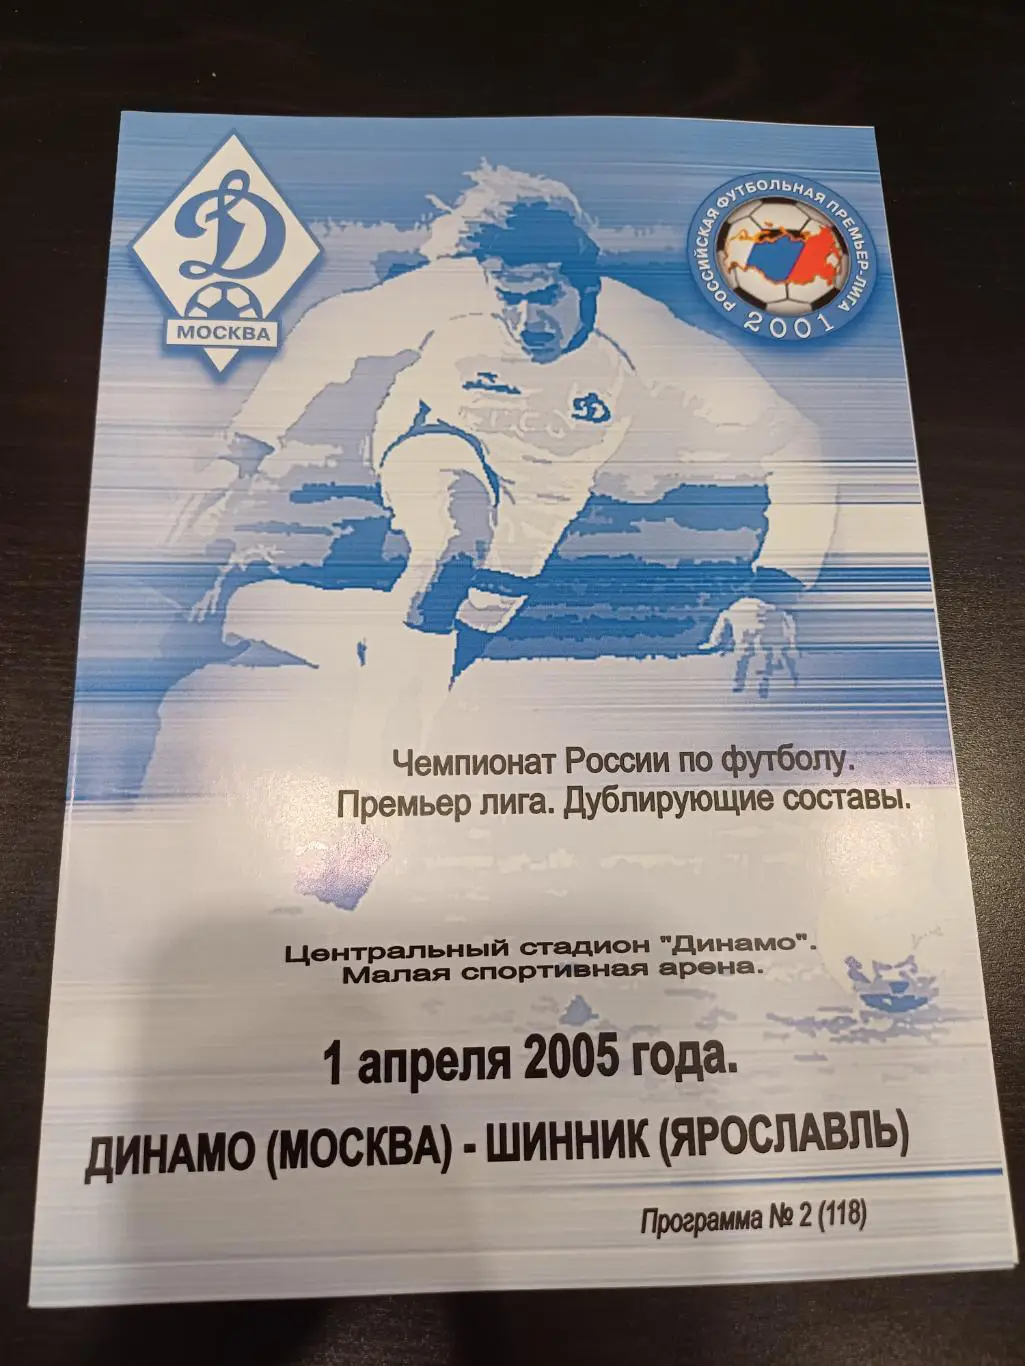 Д
МОСКВА
РОССИЙСКАЯ ФУТБОЛЬНАЯ ПРЕМЬЕР-ЛИГА
2001
Д
Чемпионат России по футболу.
Премьер лига. Дублирующие составы.
Центральный стадион "Динамо".
Малая спортивная арена.
1 апреля 2005 года.
ДИНАМО (МОСКВА) - ШИННИК (ЯРОСЛАВЛЬ)
Программа № 2 (118)